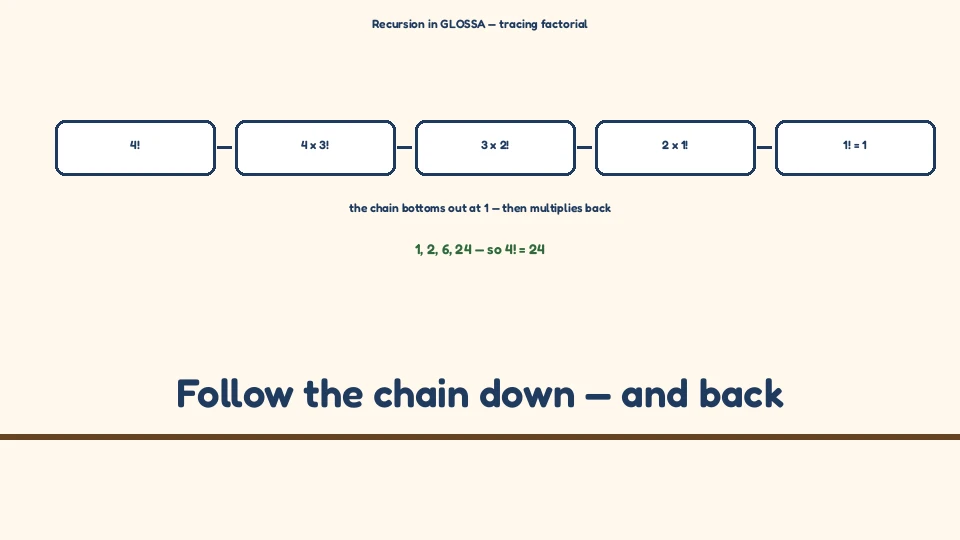 Recursion in GLOSSA — tracing factorial
4!
4 x 3!
3 x 2!
2 x 1!
1! = 1
the chain bottoms out at 1 — then multiplies back
1, 2, 6, 24 — so 4! = 24
Follow the chain down — and back